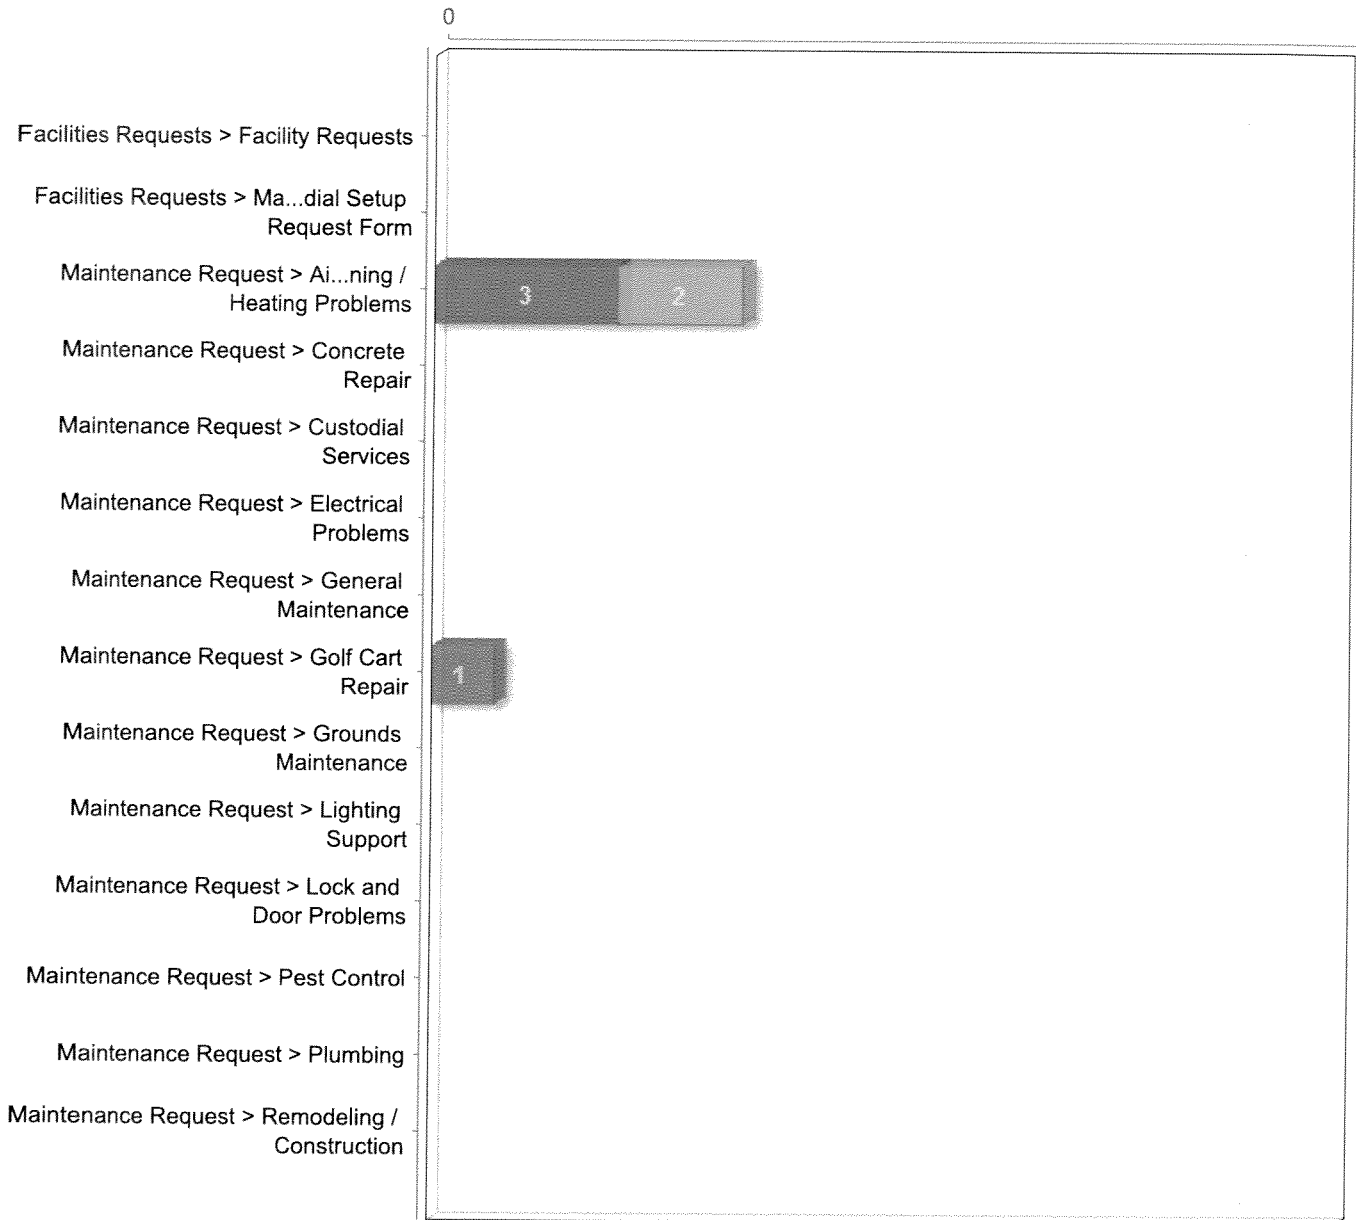 0
Facilities Requests > Facility Requests
Facilities Requests > Ma...dial Setup
Request Form
Maintenance Request > Ai...ning /
Heating Problems
3 2
Maintenance Request > Concrete
Repair
Maintenance Request > Custodial
Services
Maintenance Request > Electrical
Problems
Maintenance Request > General
Maintenance
Maintenance Request > Golf Cart
Repair
1
Maintenance Request > Grounds
Maintenance
Maintenance Request > Lighting
Support
Maintenance Request > Lock and
Door Problems
Maintenance Request > Pest Control
Maintenance Request > Plumbing
Maintenance Request > Remodeling /
Construction